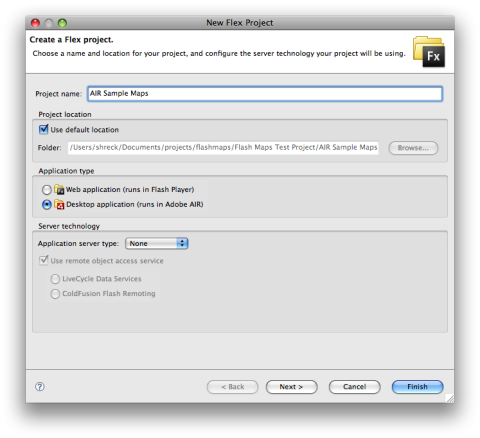 New Flex Project
Create a Flex project.
Choose a name and location for your project, and configure the server technology your project will be using.
Fx
Project name: AIR Sample Maps
Project location
Use default location
Folder: /Users/shreck/Documents/projects/flashmaps/Flash Maps Test Project/AIR Sample Maps Browse...
Application type
Web application (runs in Flash Player)
Desktop application (runs in Adobe AIR)
Server technology
Application server type: None
Use remote object access service
LiveCycle Data Services
ColdFusion Flash Remoting
? < Back Next > Cancel Finish